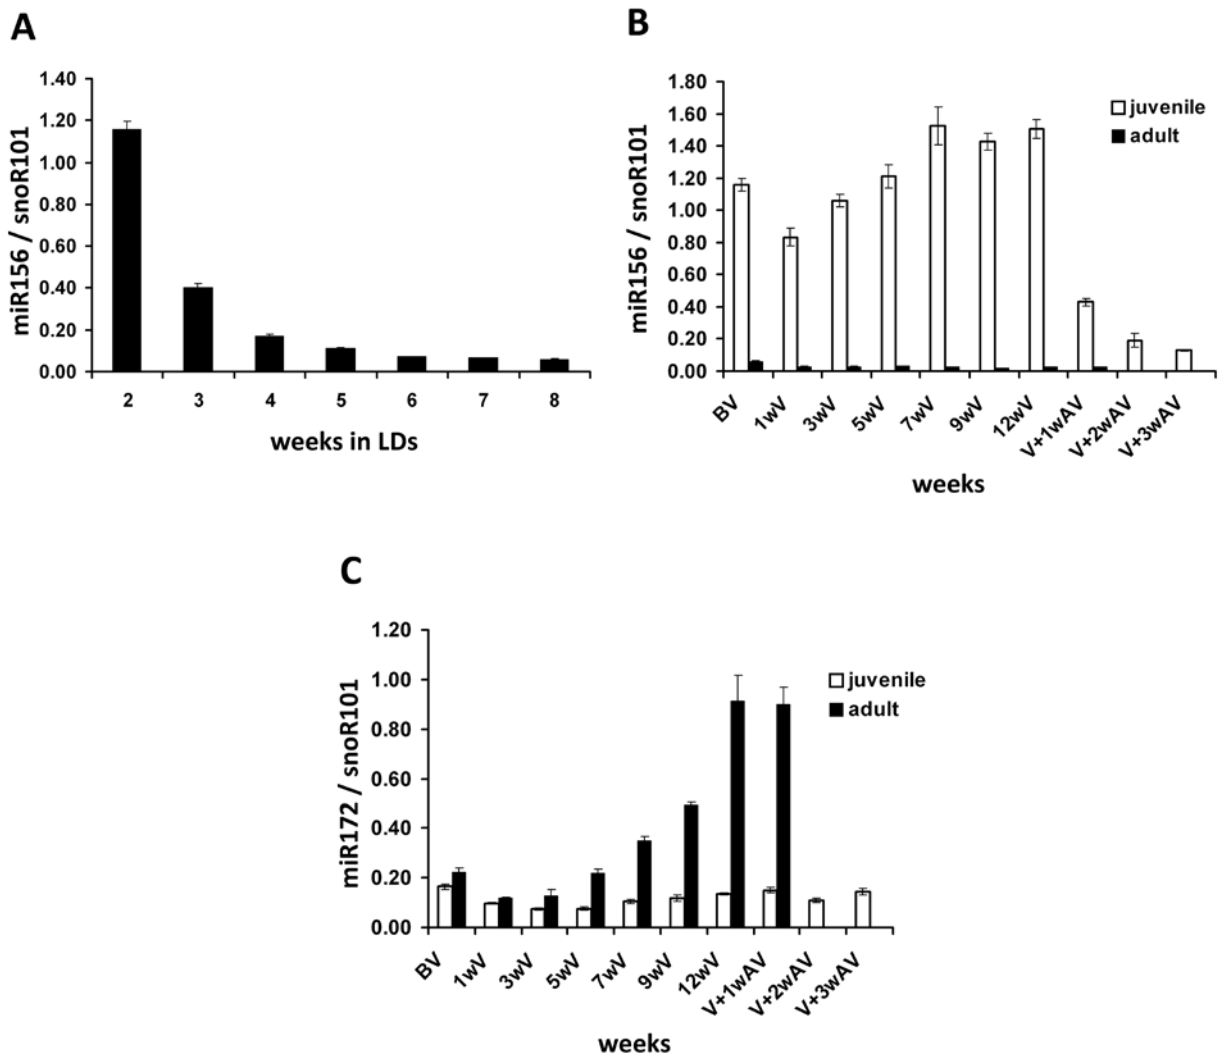 A
miR156 / snoR101
1.40
1.20
1.00
0.80
0.60
0.40
0.20
0.00
2 3 4 5 6 7 8
weeks in LDs
B
miR156 / snoR101
1.80
1.60
1.40
1.20
1.00
0.80
0.60
0.40
0.20
0.00
juvenile
adult
BV 1wV 3wV 5wV 7wV 9wV 12wV V+1wAV V+2wAV V+3wAV
weeks
C
miR172 / snoR101
1.20
1.00
0.80
0.60
0.40
0.20
0.00
juvenile
adult
BV 1wV 3wV 5wV 7wV 9wV 12wV V+1wAV V+2wAV V+3wAV
weeks